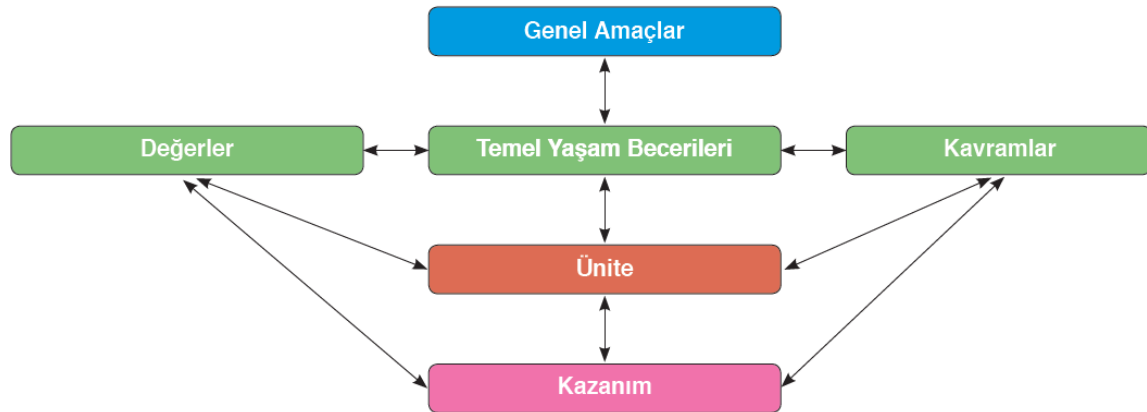 Genel Amaçlar
Değerler
Temel Yaşam Becerileri
Kavramlar
Ünite
Kazanım